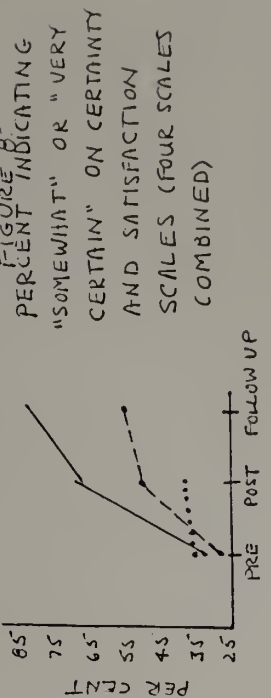 FIGURE 8:
PERCENT INDICATING
"SOMEWHAT" OR "VERY
CERTAIN" ON CERTAINTY
AND SATISFACTION
SCALES (FOUR SCALES
COMBINED)
85
75
65
55
45
35
25
PER CENT
PRE POST FOLLOW UP